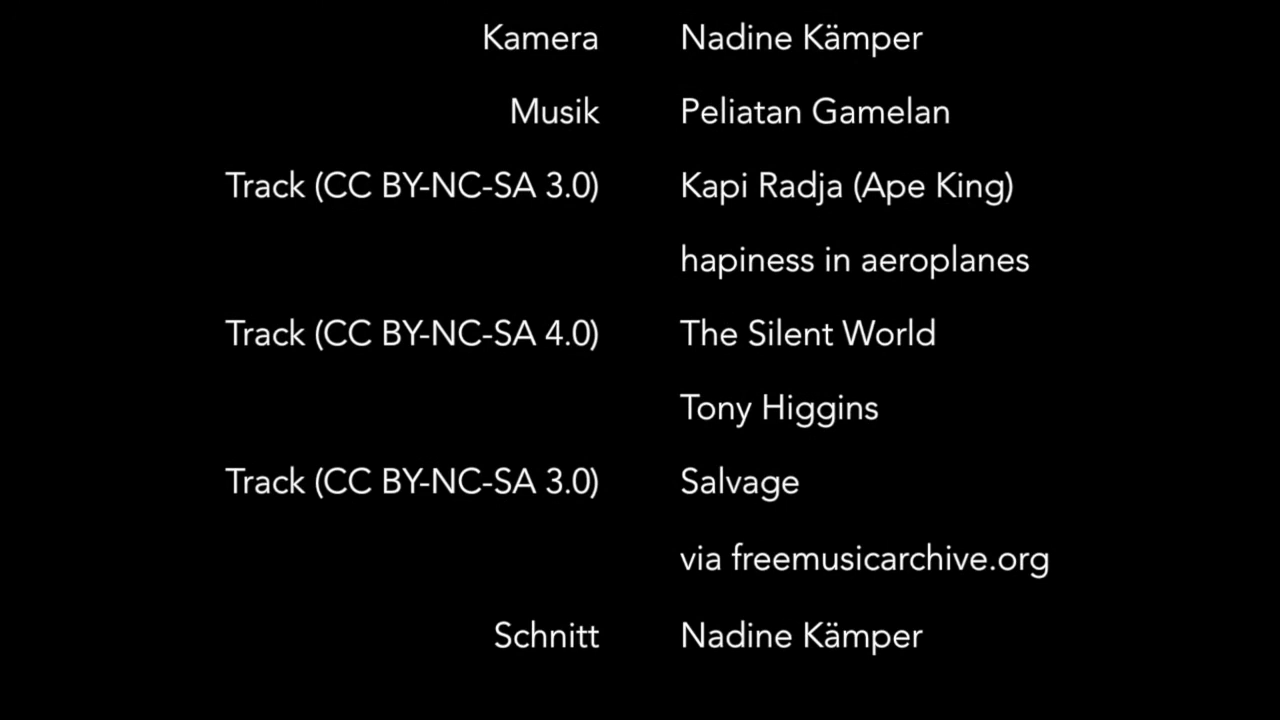 Kamera Nadine Kämper
Musik Peliatan Gamelan
Track (CC BY-NC-SA 3.0) Kapi Radja (Ape King)
hapiness in aeroplanes
Track (CC BY-NC-SA 4.0) The Silent World
Tony Higgins
Track (CC BY-NC-SA 3.0) Salvage
via freemusicarchive.org
Schnitt Nadine Kämper